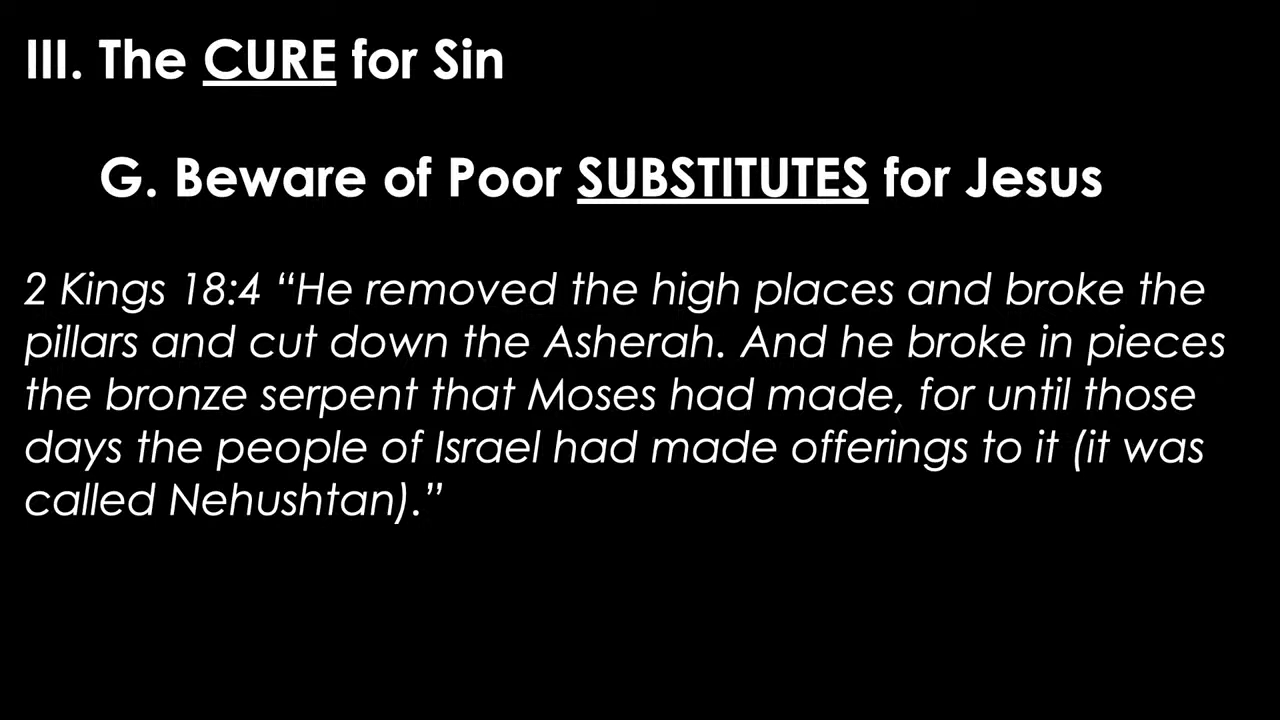 III. The CURE for Sin
G. Beware of Poor SUBSTITUTES for Jesus
2 Kings 18:4 “He removed the high places and broke the
pillars and cut down the Asherah. And he broke in pieces
the bronze serpent that Moses had made, for until those
days the people of Israel had made offerings to it (it was
called Nehushtan).”